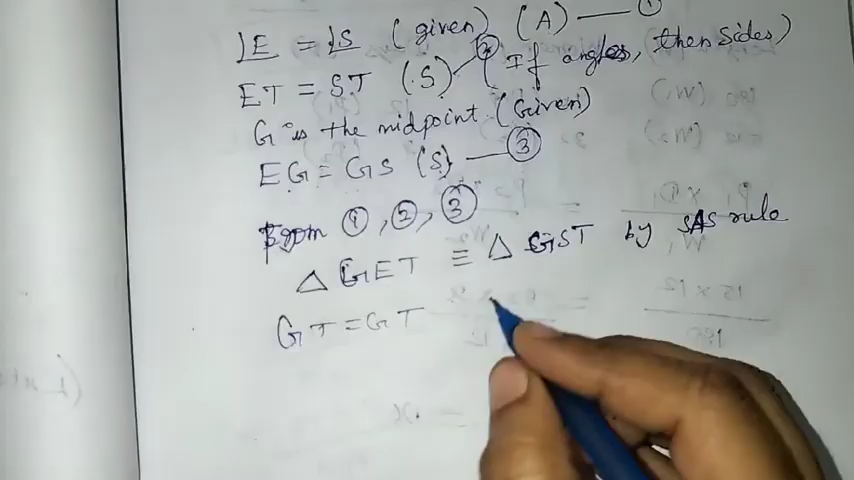 ∠E = ∠S (given) (A) — ①
ET = ST (S) — ② (If angles, then sides)
G is the midpoint (Given)
EG = GS (S) — ③
From ①, ②, ③
△ GET ≡ △ GST by SAS rule
GT = GT